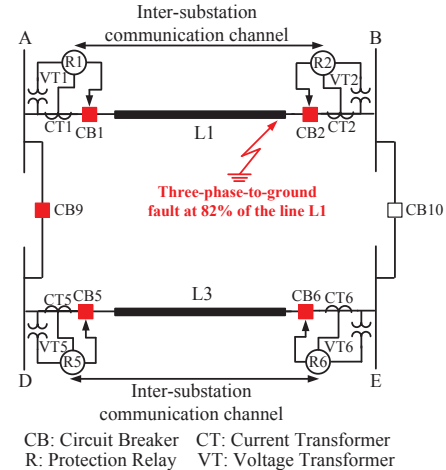 Inter-substation
communication channel
A
B
R1
R2
VT1
VT2
CT1
CB1
L1
CB2
CT2
Three-phase-to-ground
fault at 82% of the line L1
CB9
CB10
CT5
CB5
L3
CB6
CT6
VT5
VT6
R5
R6
D
E
Inter-substation
communication channel
CB: Circuit Breaker CT: Current Transformer
R: Protection Relay VT: Voltage Transformer